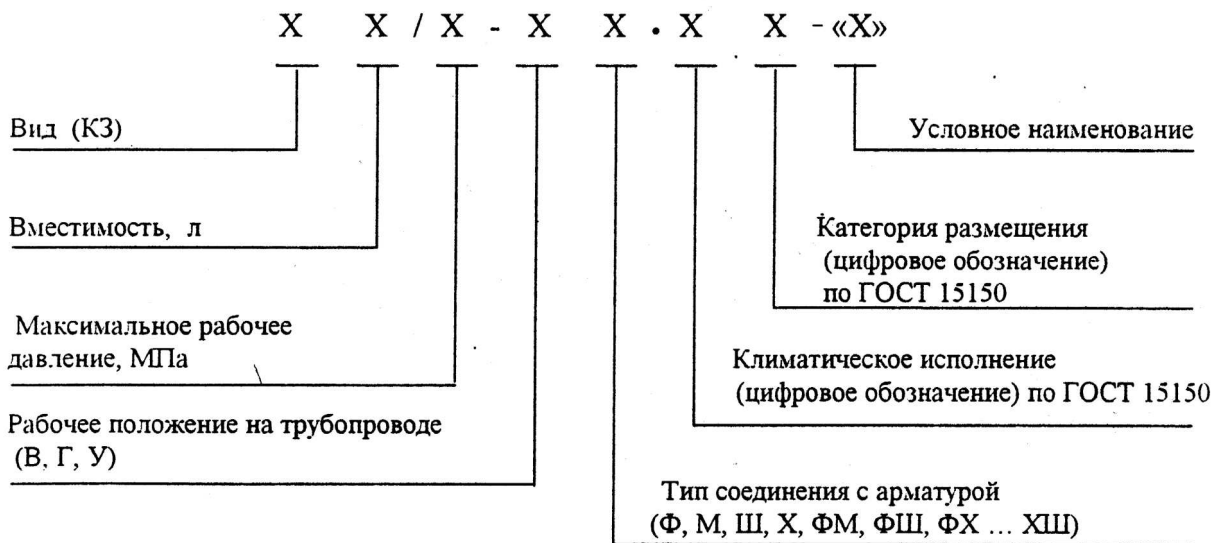 X X / X - X X . X X - «X»
Вид (КЗ)
Условное наименование
Вместимость, л
Категория размещения
(цифровое обозначение)
по ГОСТ 15150
Максимальное рабочее
давление, МПа
Климатическое исполнение
(цифровое обозначение) по ГОСТ 15150
Рабочее положение на трубопроводе
(В, Г, У)
Тип соединения с арматурой
(Ф, М, Ш, Х, ФМ, ФШ, ФХ ... ХШ)